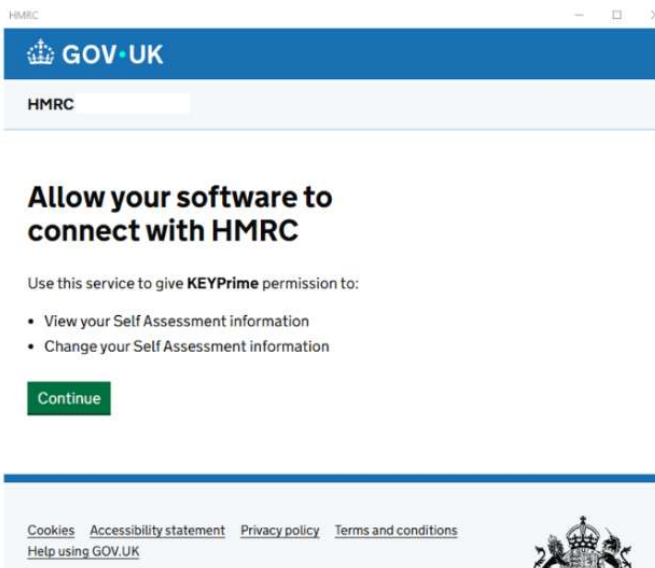 HMRC
GOV·UK
HMRC
Allow your software to
connect with HMRC
Use this service to give KEYPrime permission to:
• View your Self Assessment information
• Change your Self Assessment information
Continue
Cookies Accessibility statement Privacy policy Terms and conditions
Help using GOV.UK